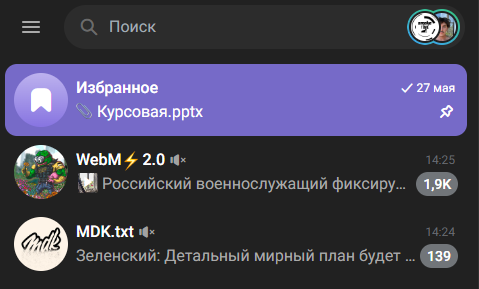 Поиск
Избранное
27 мая
Курсовая.pptx
WebM⚡2.0
14:25
Российский военнослужащий фиксиру...
1,9K
MDK.txt
14:24
Зеленский: Детальный мирный план будет ...
139
mdk